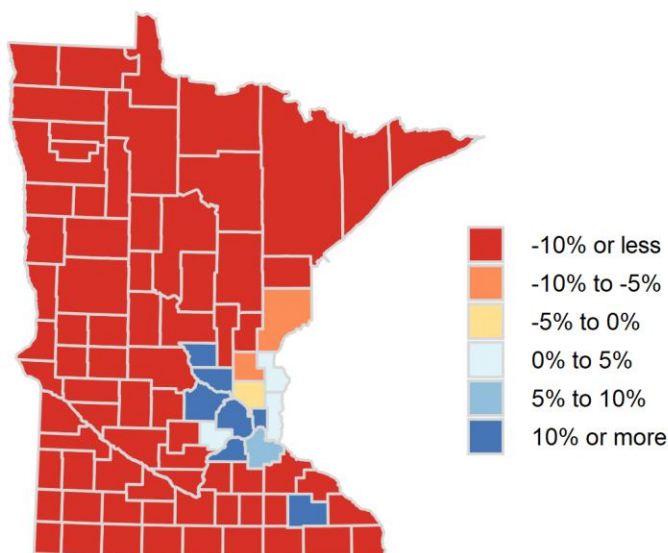 -10% or less
-10% to -5%
-5% to 0%
0% to 5%
5% to 10%
10% or more